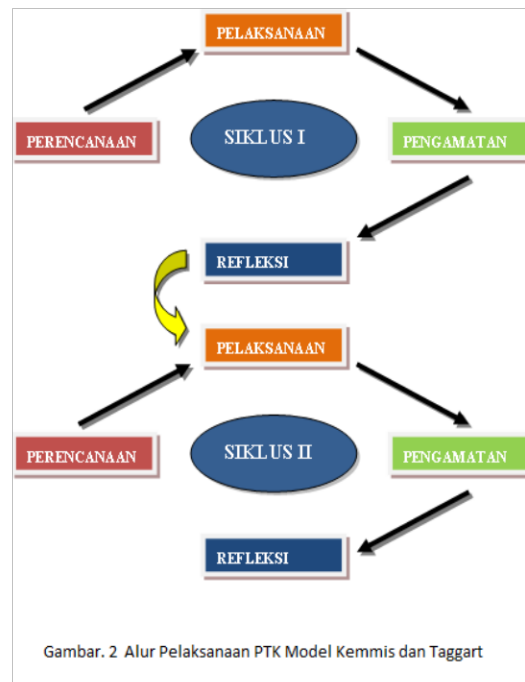 PELAKSANAAN
PERENCANAAN
SIKLUS I
PENGAMATAN
REFLEKSI
PELAKSANAAN
PERENCANAAN
SIKLUS II
PENGAMATAN
REFLEKSI
Gambar. 2 Alur Pelaksanaan PTK Model Kemmis dan Taggart